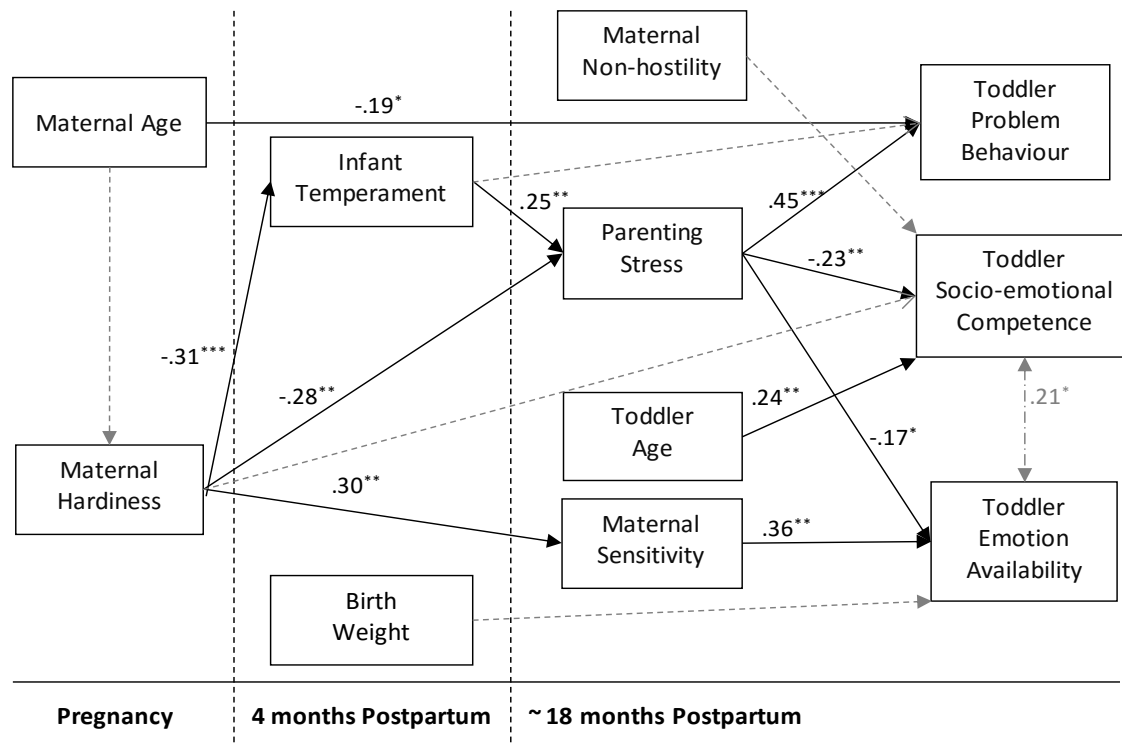 Maternal
Non-hostility
Toddler
Problem
Behaviour
Maternal Age
-.19*
Infant
Temperament
.25**
.45***
Parenting
Stress
-.23**
Toddler
Socio-emotional
Competence
-.31***
-.28**
Toddler
Age
.24**
-.17*
.21*
Maternal
Hardiness
.30**
Maternal
Sensitivity
.36**
Toddler
Emotion
Availability
Birth
Weight
Pregnancy
4 months Postpartum
~ 18 months Postpartum